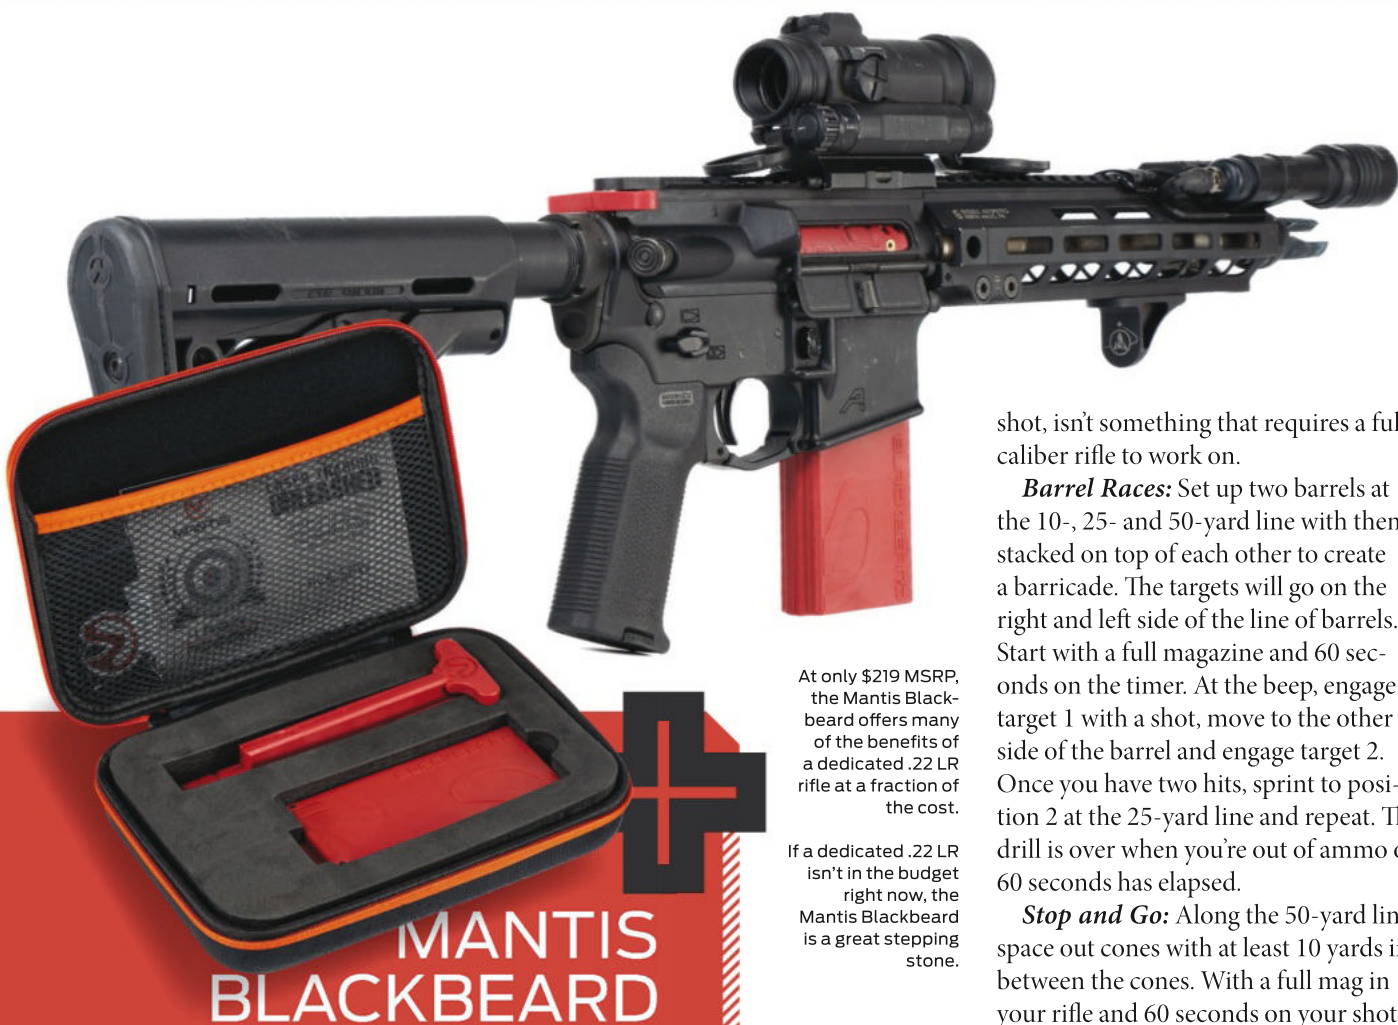 At only $219 MSRP,
the Mantis Black-
beard offers many
of the benefits of
a dedicated .22 LR
rifle at a fraction of
the cost.
If a dedicated .22 LR
isn't in the budget
right now, the
Mantis Blackbeard
is a great stepping
stone.
MANTIS
BLACKBEARD
shot, isn't something that requires a ful
caliber rifle to work on.
Barrel Races: Set up two barrels at
the 10-, 25- and 50-yard line with then
stacked on top of each other to create
a barricade. The targets will go on the
right and left side of the line of barrels.
Start with a full magazine and 60 sec-
onds on the timer. At the beep, engage
target 1 with a shot, move to the other
side of the barrel and engage target 2.
Once you have two hits, sprint to posi-
tion 2 at the 25-yard line and repeat. Th
drill is over when you're out of ammo o
60 seconds has elapsed.
Stop and Go: Along the 50-yard lin
space out cones with at least 10 yards i
between the cones. With a full mag in
your rifle and 60 seconds on your shot